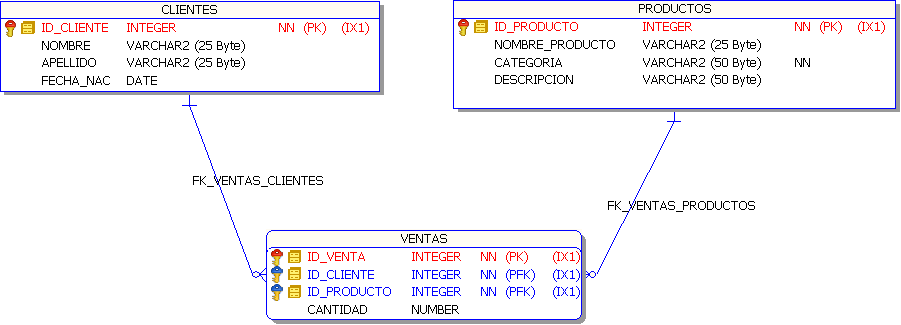 CLIENTES
ID_CLIENTE INTEGER NN (PK) (IX1)
NOMBRE VARCHAR2 (25 Byte)
APELLIDO VARCHAR2 (25 Byte)
FECHA_NAC DATE
PRODUCTOS
ID_PRODUCTO INTEGER NN (PK) (IX1)
NOMBRE_PRODUCTO VARCHAR2 (25 Byte)
CATEGORIA VARCHAR2 (50 Byte) NN
DESCRIPCION VARCHAR2 (50 Byte)
FK_VENTAS_CLIENTES
FK_VENTAS_PRODUCTOS
VENTAS
ID_VENTA INTEGER NN (PK) (IX1)
ID_CLIENTE INTEGER NN (PFK) (IX1)
ID_PRODUCTO INTEGER NN (PFK) (IX1)
CANTIDAD NUMBER